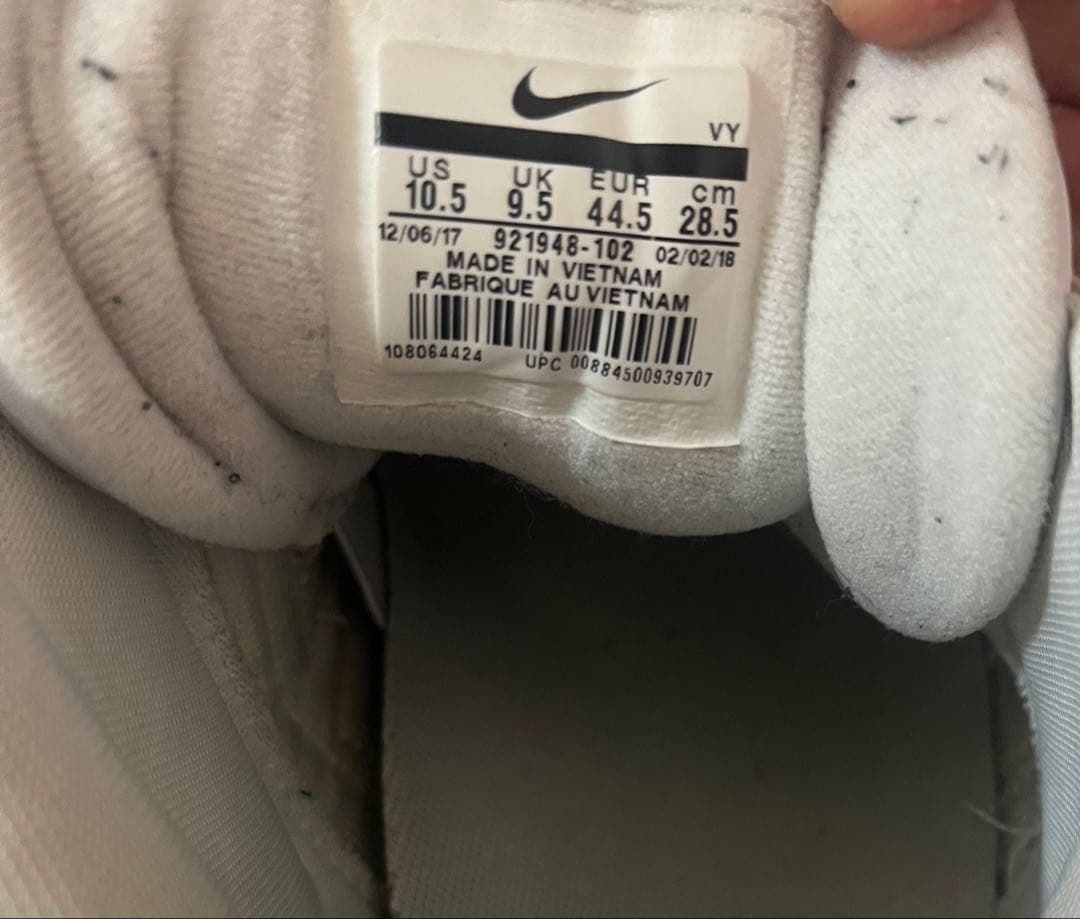 VY
US UK EUR cm
10.5 9.5 44.5 28.5
12/06/17 921948-102 02/02/18
MADE IN VIETNAM
FABRIQUE AU VIETNAM
108064424 UPC 00884500939707